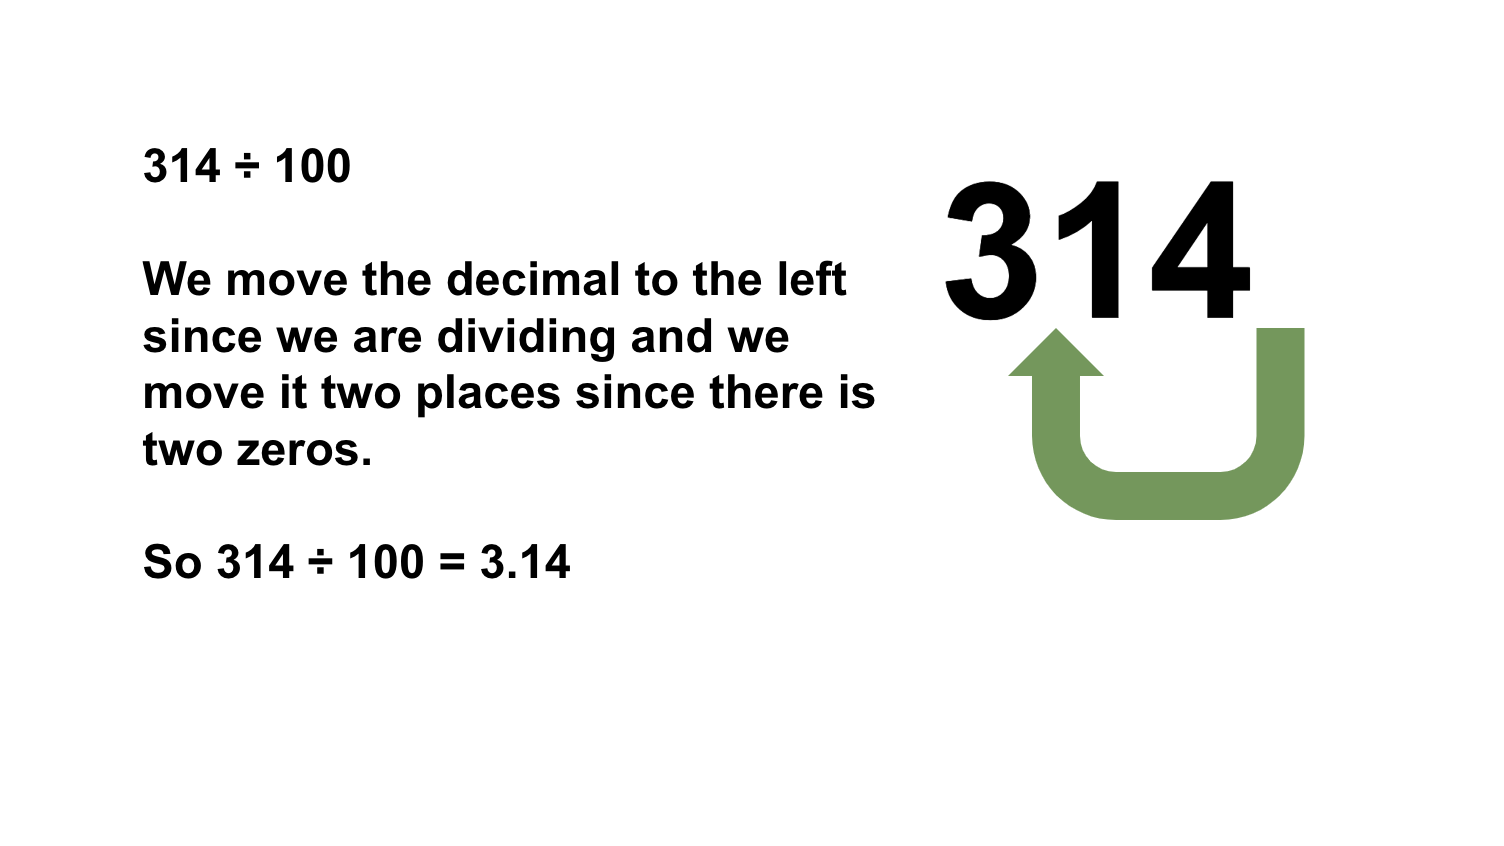 314 ÷ 100
We move the decimal to the left
since we are dividing and we
move it two places since there is
two zeros.
So 314 ÷ 100 = 3.14
314